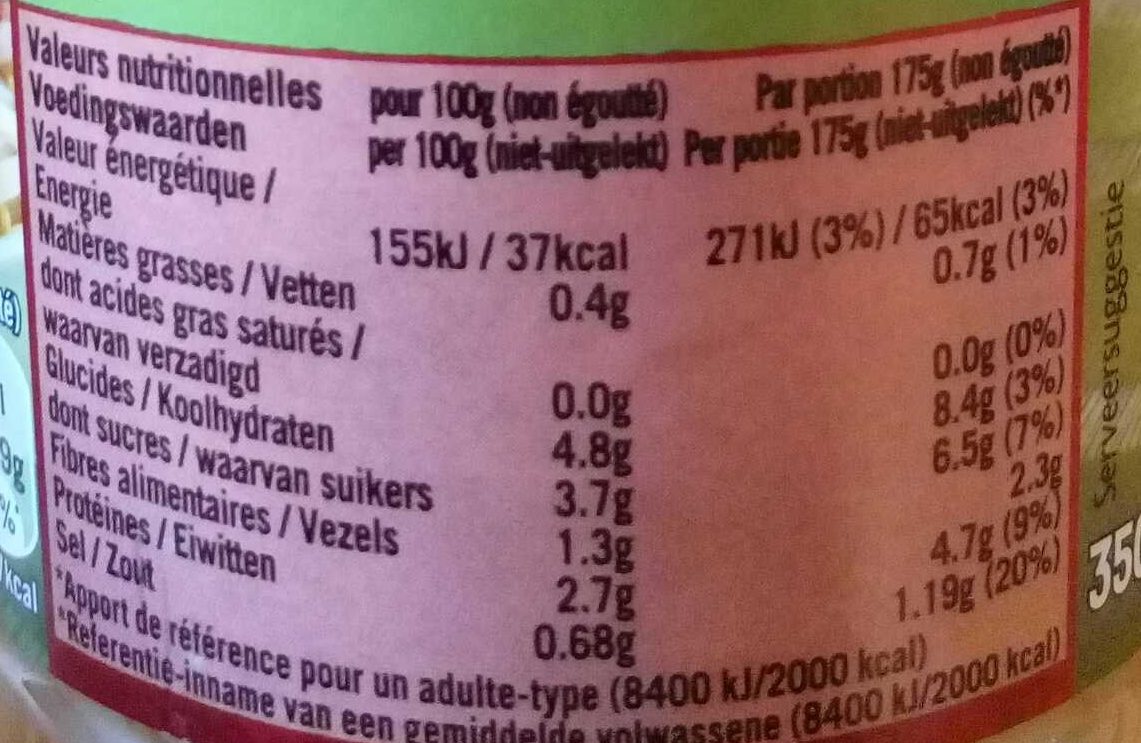 Valeurs nutritionnelles pour 100g (non égoutté) Par portion 175g (non égoutté)
Voedingswaarden per 100g (niet-uitgelekt) Per portie 175g (niet-uitgelekt) (%*)
Valeur énergétique /
Energie 155kJ / 37kcal 271kJ (3%) / 65kcal (3%)
Matières grasses / Vetten 0.4g 0.7g (1%)
dont acides gras saturés /
waarvan verzadigd 0.0g 0.0g (0%)
Glucides / Koolhydraten 4.8g 8.4g (3%)
dont sucres / waarvan suikers 3.7g 6.5g (7%)
Fibres alimentaires / Vezels 1.3g 2.3g
Protéines / Eiwitten 2.7g 4.7g (9%)
Sel / Zout 0.68g 1.19g (20%)
*Apport de référence pour un adulte-type (8400 kJ/2000 kcal)
*Referentie-inname van een gemiddelde volwassene (8400 kJ/2000 kcal)
é)
9g
%*
/kcal
Serveersuggestie
350